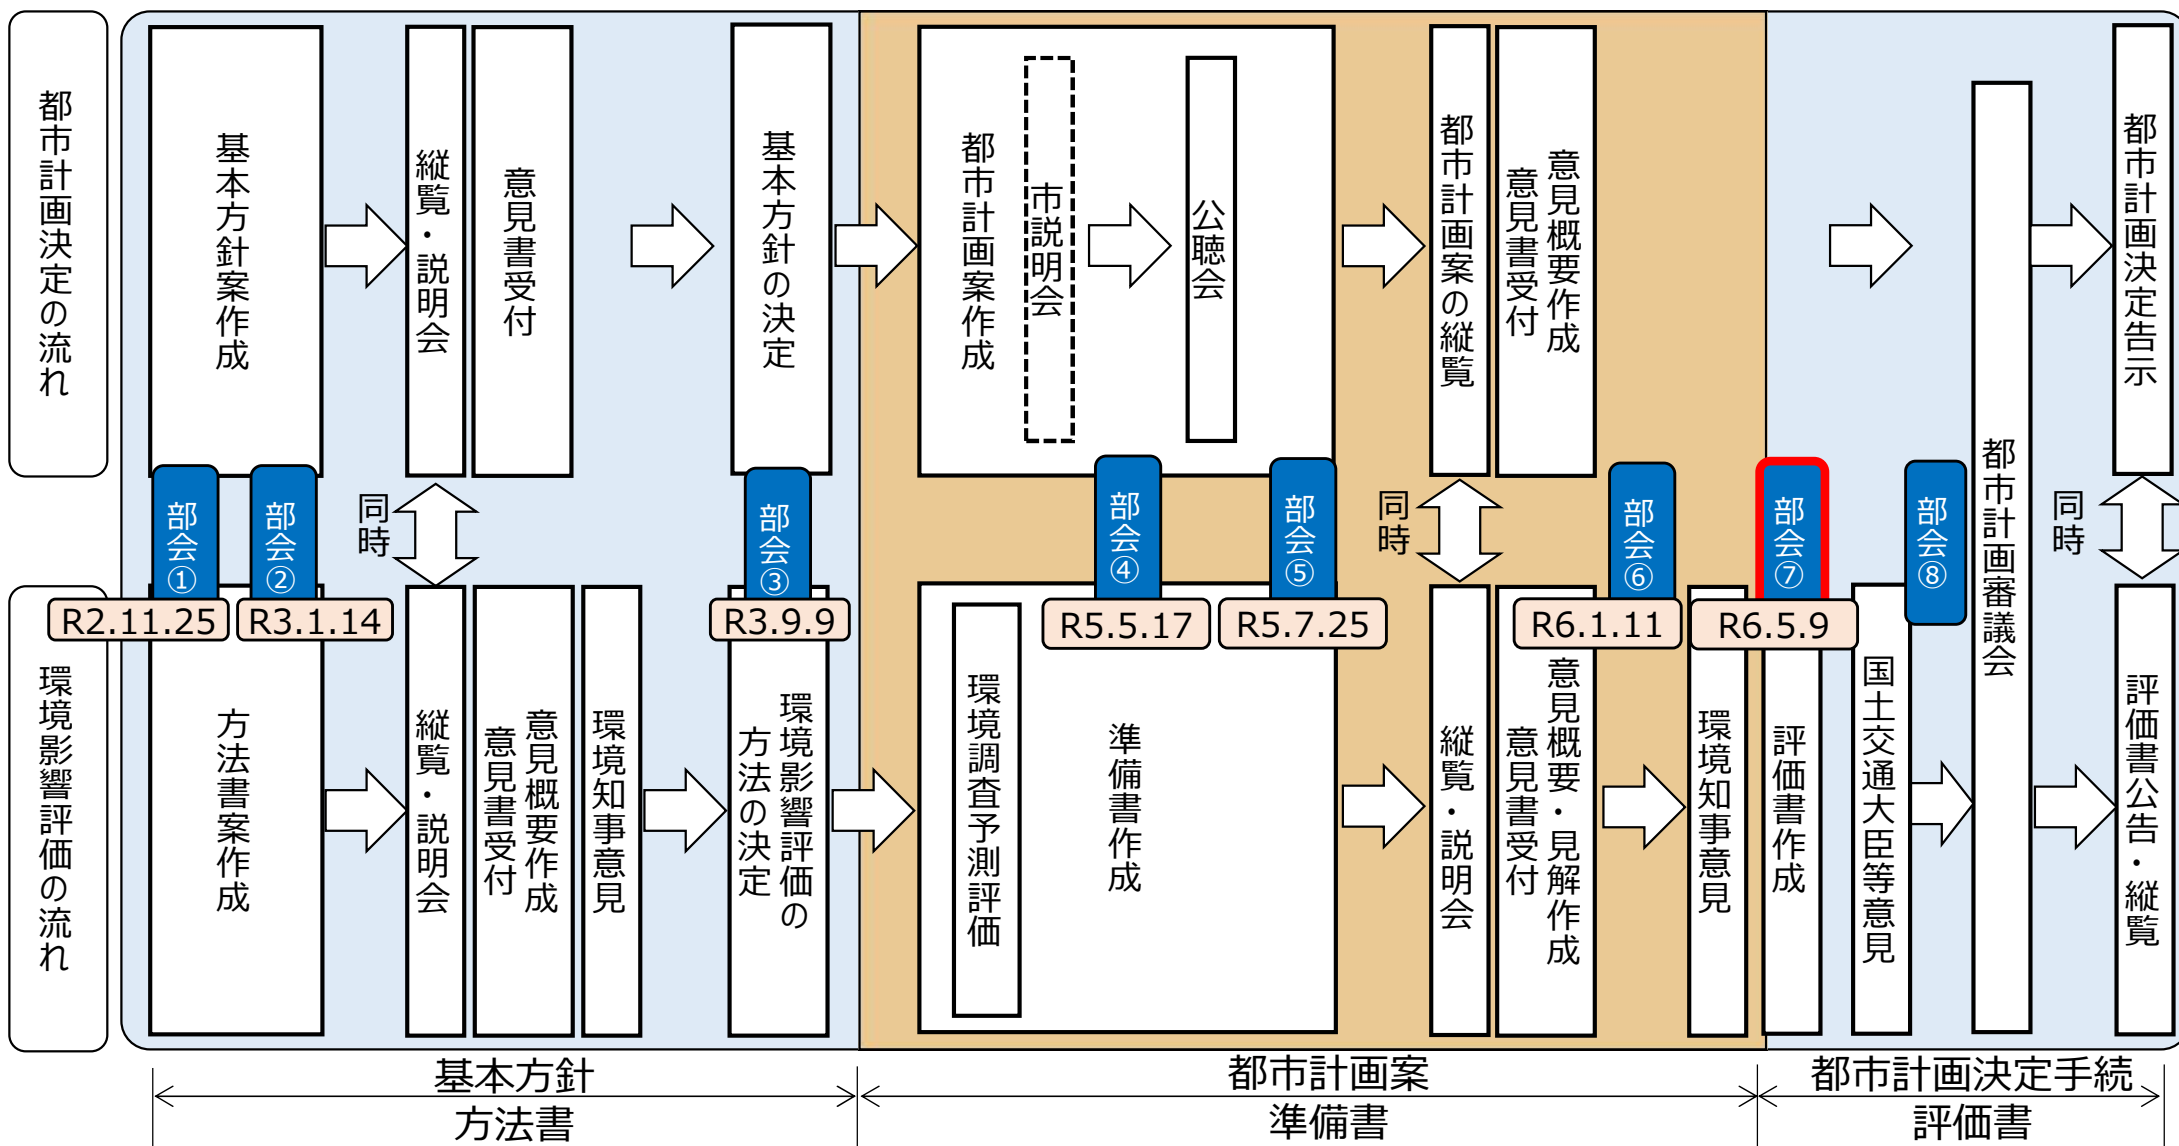 都市計画決定の流れ
基本方針案作成
縦覧・説明会
意見書受付
基本方針の決定
都市計画案作成
市説明会
公聴会
都市計画案の縦覧
意見概要作成
意見書受付
都市計画審議会
都市計画決定告示
部会①
R2.11.25
部会②
R3.1.14
同時
部会③
R3.9.9
部会④
R5.5.17
部会⑤
R5.7.25
同時
部会⑥
R6.1.11
部会⑦
R6.5.9
部会⑧
同時
環境影響評価の流れ
方法書案作成
縦覧・説明会
意見概要作成
意見書受付
環境知事意見
環境影響評価の
方法の決定
環境調査予測評価
準備書作成
縦覧・説明会
意見概要・見解作成
意見書受付
環境知事意見
評価書作成
国土交通大臣等意見
評価書公告・縦覧
基本方針
方法書
都市計画案
準備書
都市計画決定手続
評価書